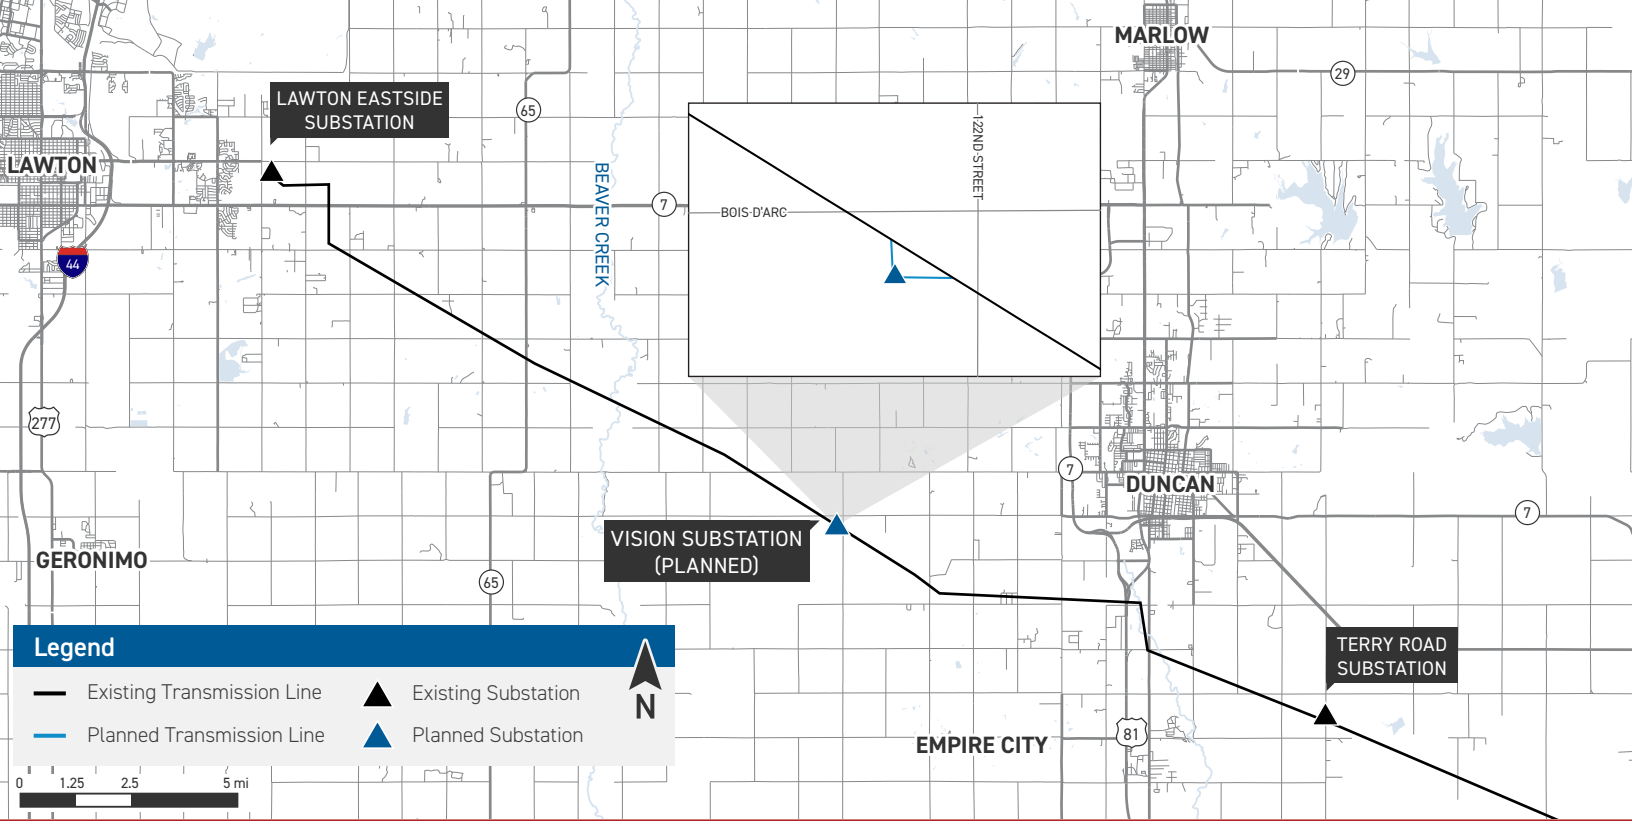 MARLOW
29
LAWTON EASTSIDE
SUBSTATION
65
LAWTON
BEAVER CREEK
7
122ND STREET
BOIS D'ARC
44
277
7
DUNCAN
7
VISION SUBSTATION
(PLANNED)
GERONIMO
65
TERRY ROAD
SUBSTATION
81
EMPIRE CITY
Legend
N
Existing Transmission Line
Existing Substation
Planned Transmission Line
Planned Substation
0 1.25 2.5 5 mi